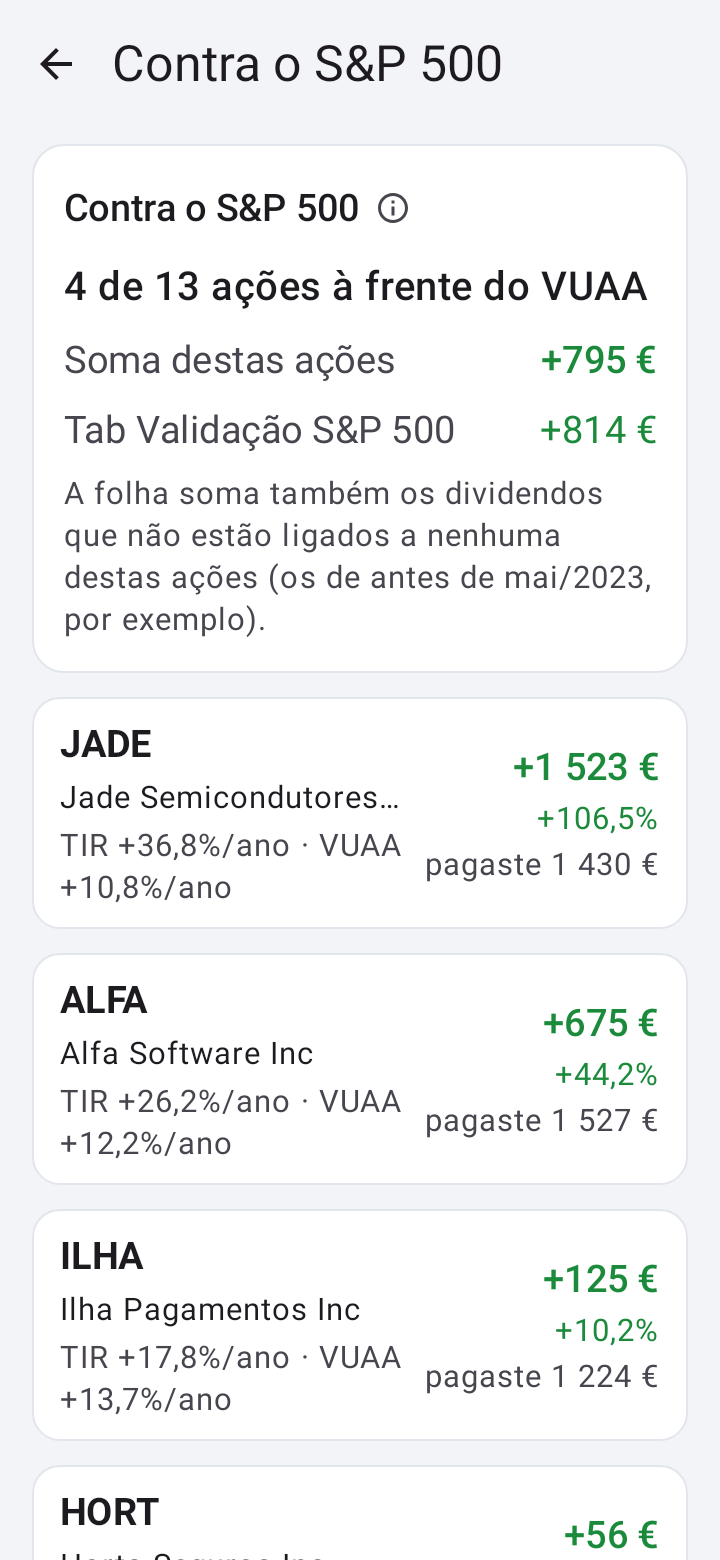 Contra o S&P 500
Contra o S&P 500
4 de 13 ações à frente do VUAA
Soma destas ações +795 €
Tab Validação S&P 500 +814 €
A folha soma também os dividendos
que não estão ligados a nenhuma
destas ações (os de antes de mai/2023,
por exemplo).
JADE
Jade Semicondutores…
TIR +36,8%/ano · VUAA
+10,8%/ano
+1 523 €
+106,5%
pagaste 1 430 €
ALFA
Alfa Software Inc
TIR +26,2%/ano · VUAA
+12,2%/ano
+675 €
+44,2%
pagaste 1 527 €
ILHA
Ilha Pagamentos Inc
TIR +17,8%/ano · VUAA
+13,7%/ano
+125 €
+10,2%
pagaste 1 224 €
HORT
+56 €